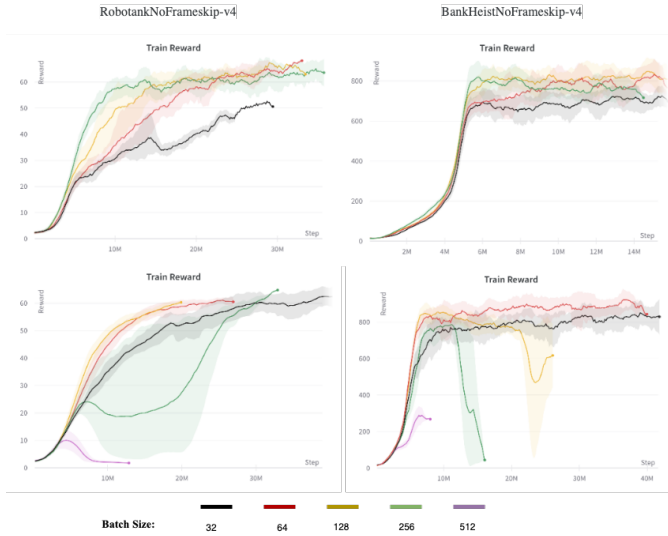 RobotankNoFrameskip-v4
BankHeistNoFrameskip-v4
Train Reward
Reward
60
50
40
30
20
10
0
10M
20M
30M
Step
Train Reward
Reward
800
600
400
200
0
2M
4M
6M
8M
10M
12M
14M
Step
Train Reward
Reward
60
50
40
30
20
10
0
10M
20M
30M
Step
Train Reward
Reward
800
600
400
200
0
10M
20M
30M
40M
Step
Batch Size:
32
64
128
256
512